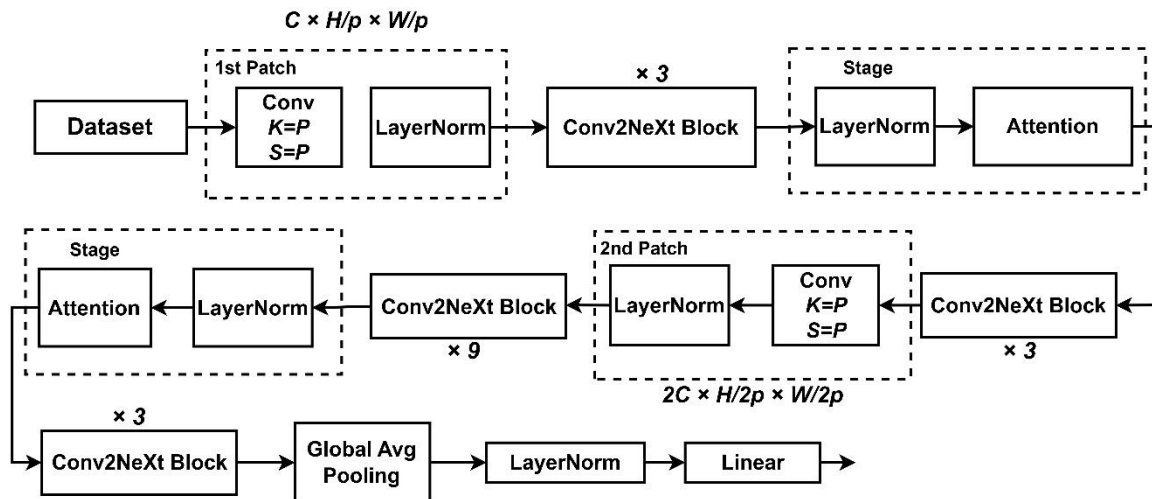 C × H/p × W/p
1st Patch
Conv
K=P
S=P
LayerNorm
Dataset
× 3
Conv2NeXt Block
Stage
LayerNorm
Attention
Stage
Attention
LayerNorm
Conv2NeXt Block
× 9
2nd Patch
LayerNorm
Conv
K=P
S=P
2C × H/2p × W/2p
Conv2NeXt Block
× 3
× 3
Conv2NeXt Block
Global Avg
Pooling
LayerNorm
Linear